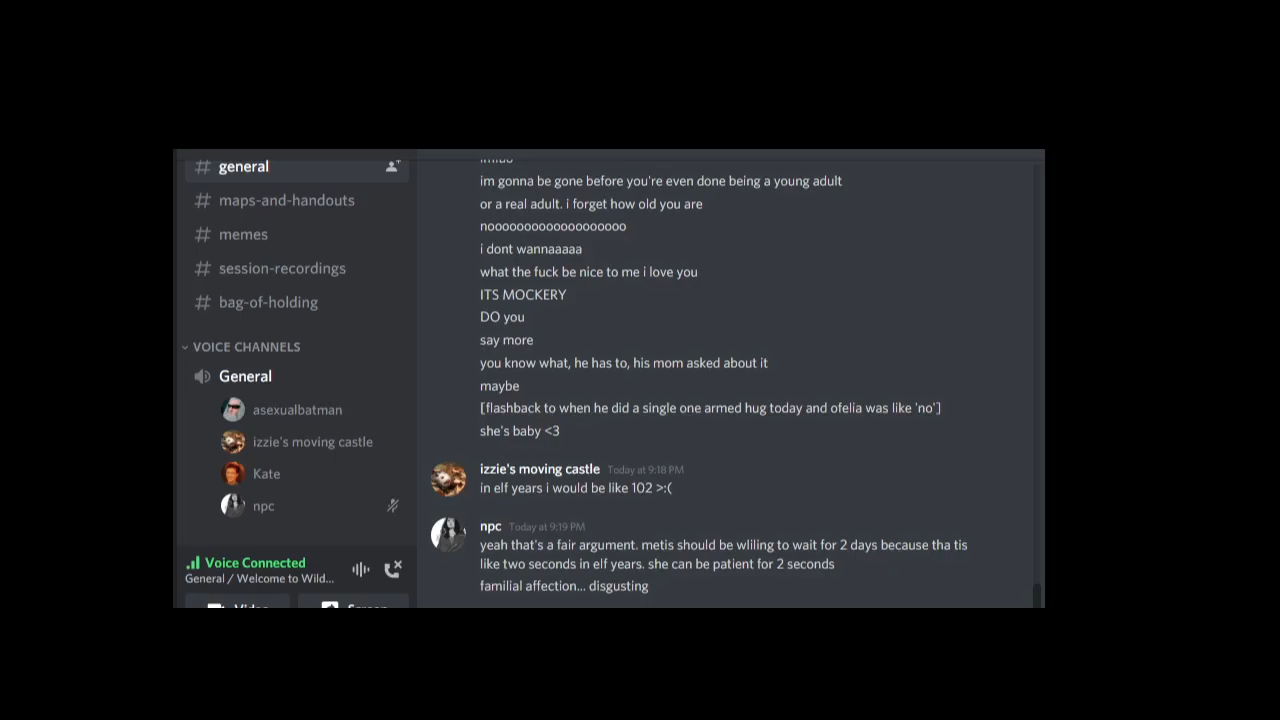 # general
# maps-and-handouts
# memes
# session-recordings
# bag-of-holding
VOICE CHANNELS
General
asexualbatman
izzie's moving castle
Kate
npc
Voice Connected
General / Welcome to Wild...
Video
Screen
lmfao
im gonna be gone before you're even done being a young adult
or a real adult. i forget how old you are
nooooooooooooooooooo
i dont wannaaaaa
what the fuck be nice to me i love you
ITS MOCKERY
DO you
say more
you know what, he has to, his mom asked about it
maybe
[flashback to when he did a single one armed hug today and ofelia was like 'no']
she's baby <3
izzie's moving castle Today at 9:18 PM
in elf years i would be like 102 >:(
npc Today at 9:19 PM
yeah that's a fair argument. metis should be wliling to wait for 2 days because tha tis
like two seconds in elf years. she can be patient for 2 seconds
familial affection... disgusting